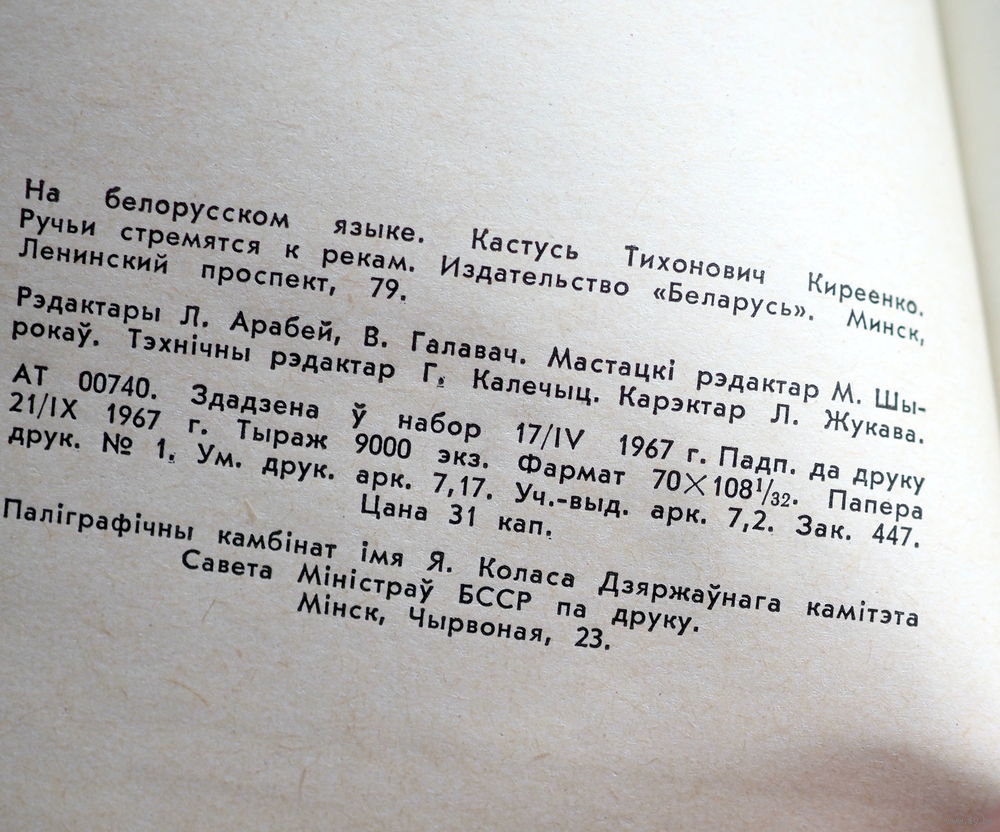 На белорусском языке. Кастусь Тихонович Киреенко.
Ручьи стремятся к рекам. Издательство «Беларусь». Минск,
Ленинский проспект, 79.
Рэдактары Л. Арабей, В. Галавач. Мастацкі рэдактар М. Шы-
рокаў. Тэхнічны рэдактар Г. Калечыц. Карэктар Л. Жукава.
АТ 00740. Здадзена ў набор 17/IV 1967 г. Падп. да друку
21/IX 1967 г. Тыраж 9000 экз. Фармат 70×108¹/₃₂. Папера
друк. № 1. Ум. друк. арк. 7,17. Уч.-выд. арк. 7,2. Зак. 447.
Цана 31 кап.
Паліграфічны камбінат імя Я. Коласа Дзяржаўнага камітэта
Савета Міністраў БССР па друку.
Мінск, Чырвоная, 23.